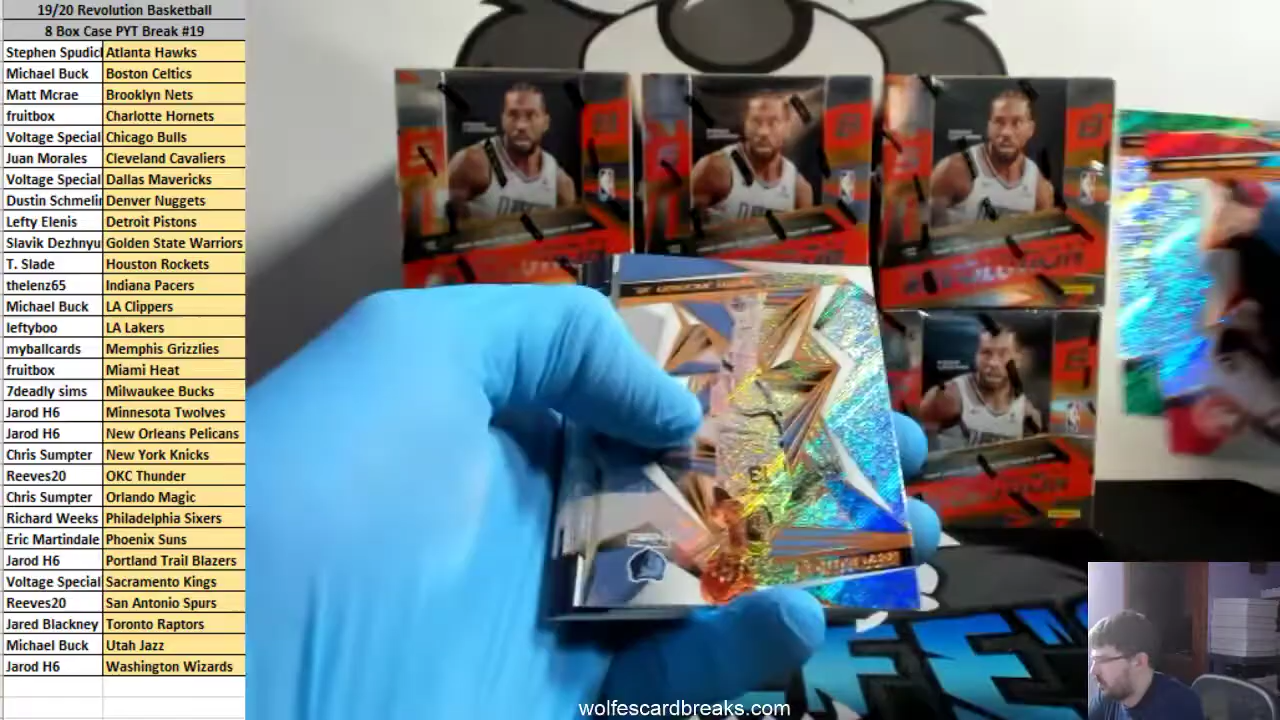 19/20 Revolution Basketball
8 Box Case PYT Break #19
Stephen Spudich Atlanta Hawks
Michael Buck Boston Celtics
Matt Mcrae Brooklyn Nets
fruitbox Charlotte Hornets
Voltage Special Chicago Bulls
Juan Morales Cleveland Cavaliers
Voltage Special Dallas Mavericks
Dustin Schmelin Denver Nuggets
Lefty Elenis Detroit Pistons
Slavik Dezhnyu Golden State Warriors
T. Slade Houston Rockets
thelenz65 Indiana Pacers
Michael Buck LA Clippers
leftyboo LA Lakers
myballcards Memphis Grizzlies
fruitbox Miami Heat
7deadly sims Milwaukee Bucks
Jarod H6 Minnesota Twolves
Jarod H6 New Orleans Pelicans
Chris Sumpter New York Knicks
Reeves20 OKC Thunder
Chris Sumpter Orlando Magic
Richard Weeks Philadelphia Sixers
Eric Martindale Phoenix Suns
Jarod H6 Portland Trail Blazers
Voltage Special Sacramento Kings
Reeves20 San Antonio Spurs
Jared Blackney Toronto Raptors
Michael Buck Utah Jazz
Jarod H6 Washington Wizards
wolfescardbreaks.com